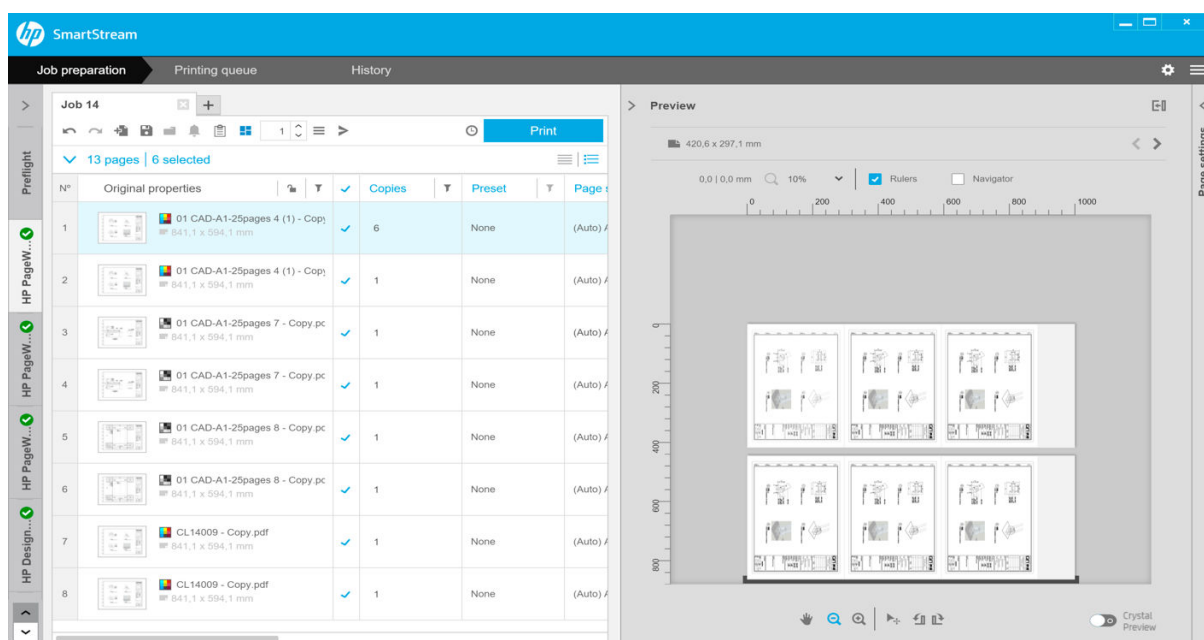 hp SmartStream
Job preparation Printing queue History
Job 14
1 Print
13 pages 6 selected
N° Original properties Copies Preset Page s
1 01 CAD-A1-25pages 4 (1) - Copy 6 None (Auto) A
841,1 x 594,1 mm
2 01 CAD-A1-25pages 4 (1) - Copy 1 None (Auto) A
841,1 x 594,1 mm
3 01 CAD-A1-25pages 7 - Copy.pc 1 None (Auto) A
841,1 x 594,1 mm
4 01 CAD-A1-25pages 7 - Copy.pc 1 None (Auto) A
841,1 x 594,1 mm
5 01 CAD-A1-25pages 8 - Copy.pc 1 None (Auto) A
841,1 x 594,1 mm
6 01 CAD-A1-25pages 8 - Copy.pc 1 None (Auto) A
841,1 x 594,1 mm
7 CL14009 - Copy.pdf 1 None (Auto) A
841,1 x 594,1 mm
8 CL14009 - Copy.pdf 1 None (Auto) A
841,1 x 594,1 mm
Preflight
HP PageW...
HP PageW...
HP PageW...
HP Design...
Preview
420,6 x 297,1 mm
0,0 | 0,0 mm 10% Rulers Navigator
0 200 400 600 800 1000
0
200
400
600
800
Crystal
Preview
Page settings